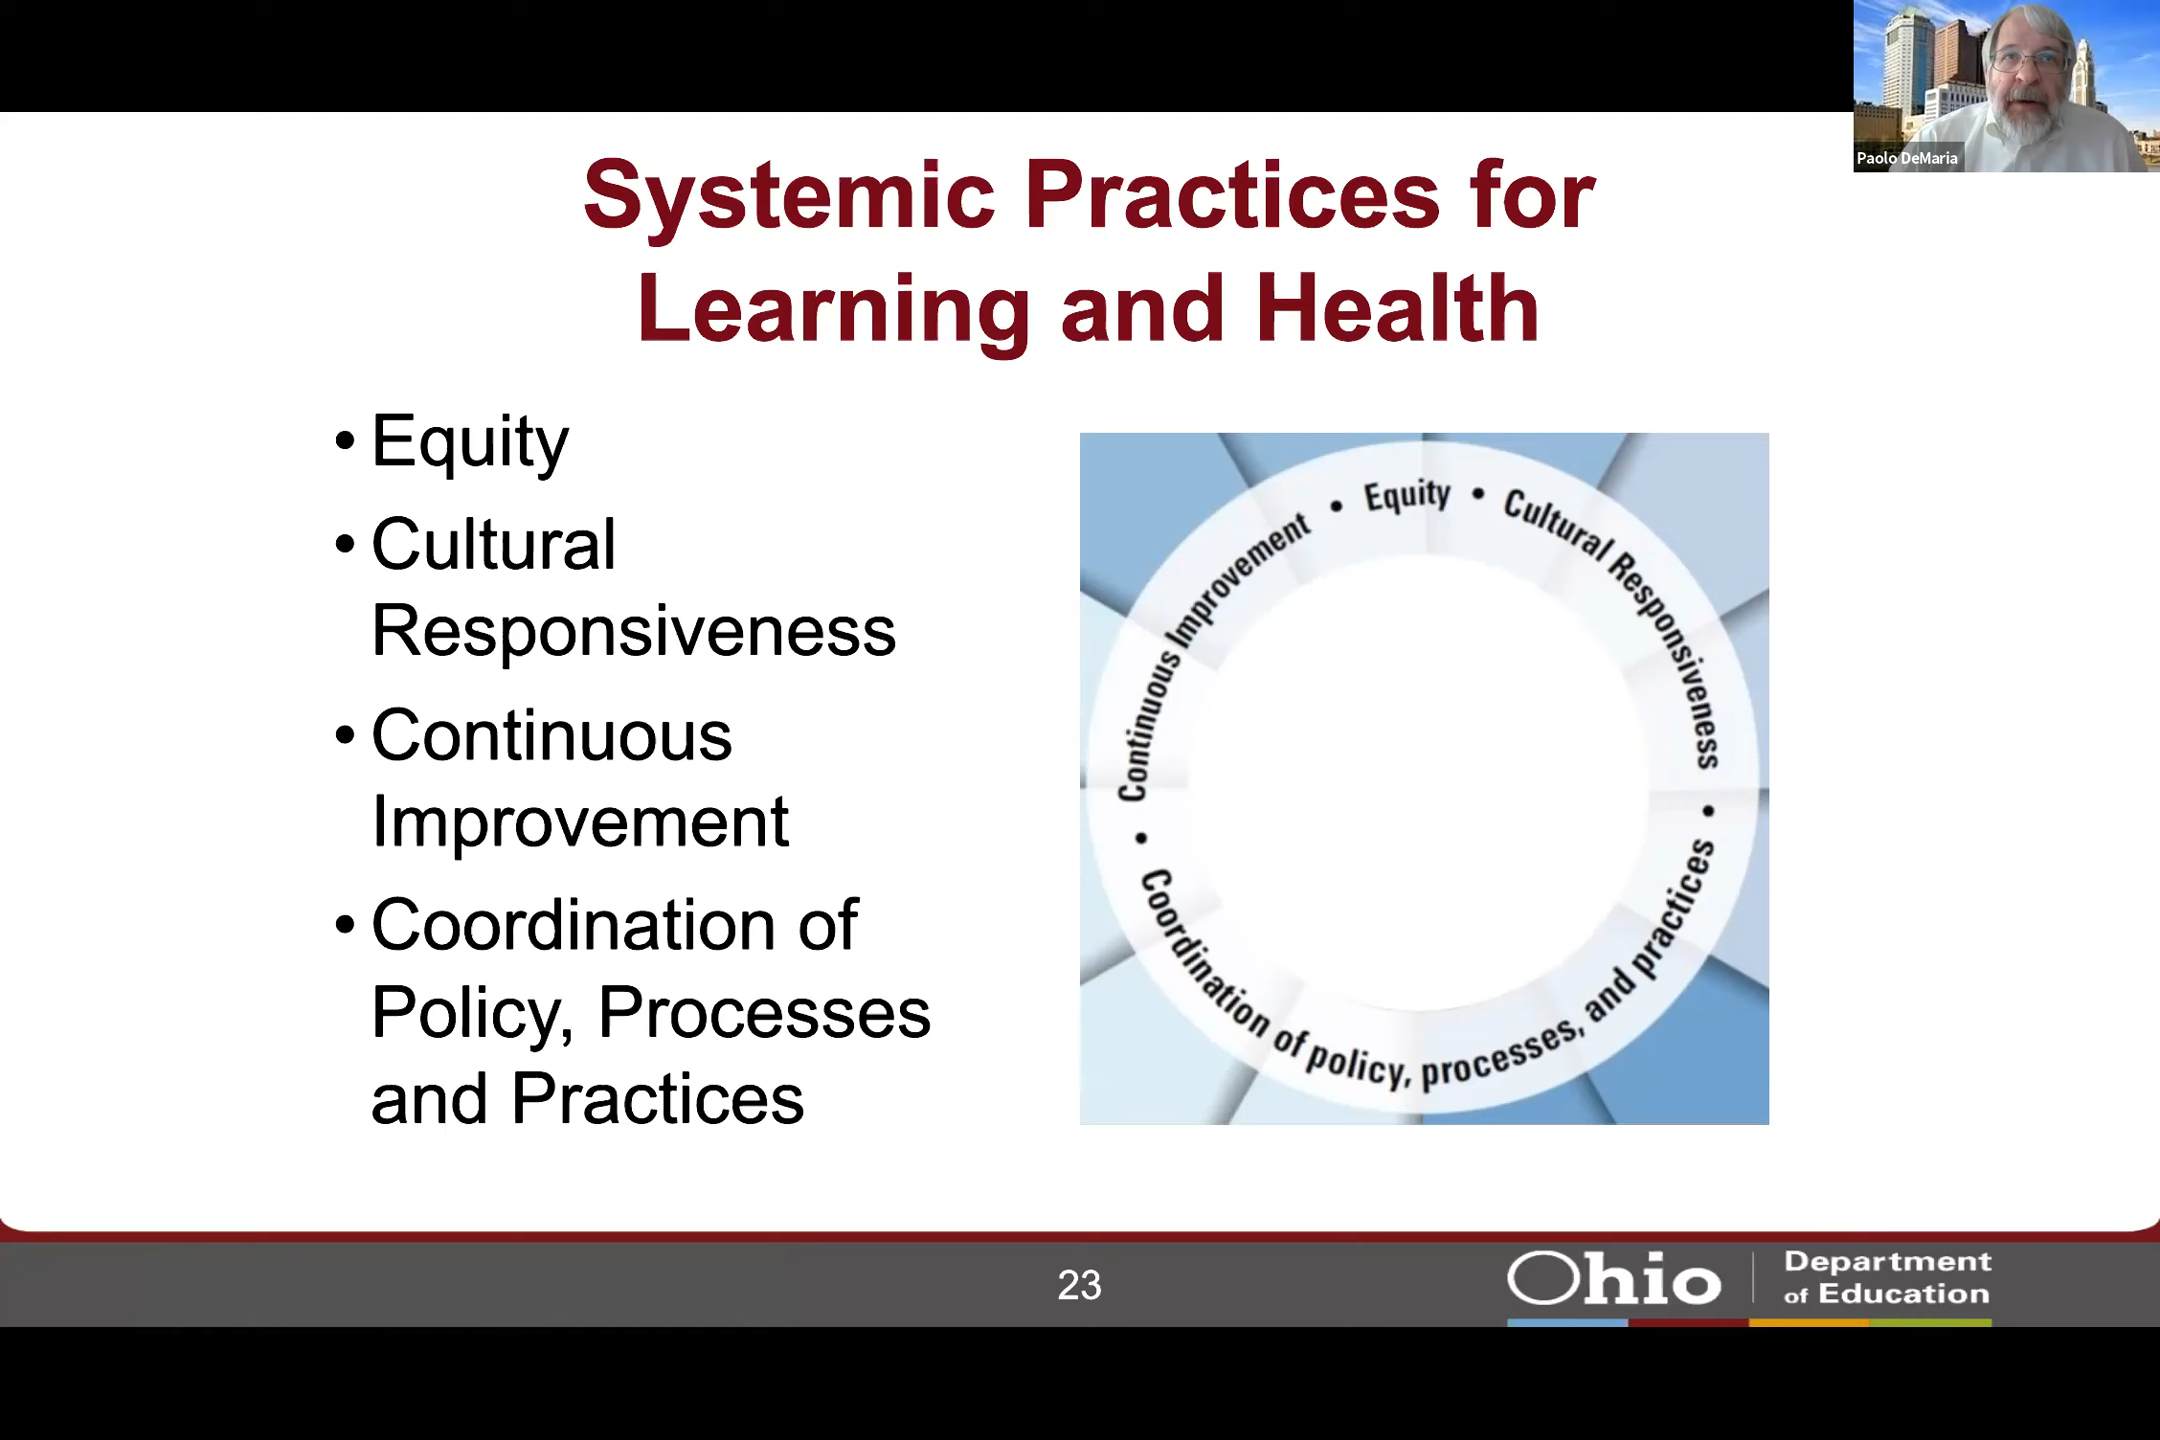 Paolo DeMaria
Systemic Practices for
Learning and Health
• Equity
• Cultural
Responsiveness
• Continuous
Improvement
• Coordination of
Policy, Processes
and Practices
• Equity • Cultural Responsiveness •
Coordination of policy, processes, and practices
• Continuous Improvement
23
Ohio
Department
of Education